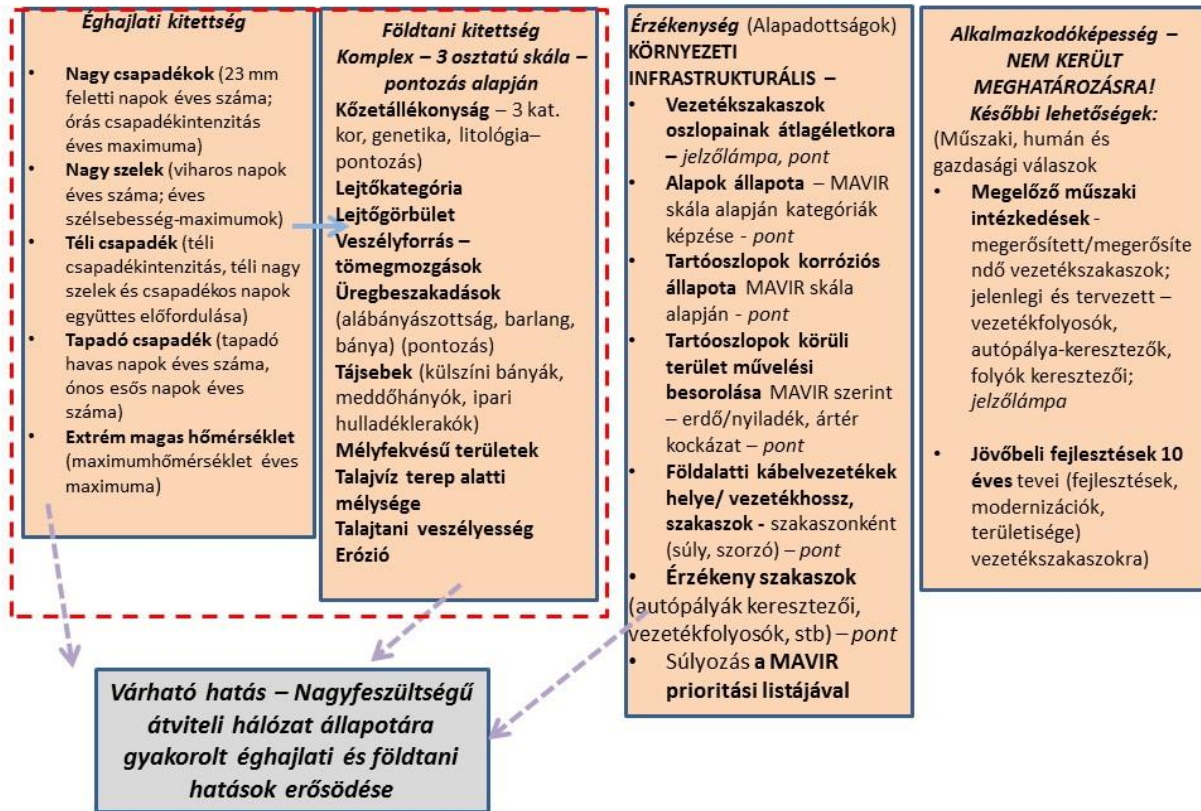 Éghajlati kitettség
• Nagy csapadékok (23 mm
feletti napok éves száma;
órás csapadékintenzitás
éves maximuma)
• Nagy szelek (viharos napok
éves száma; éves
szélsebesség-maximumok)
• Téli csapadék (téli
csapadékintenzitás, téli nagy
szelek és csapadékos napok
együttes előfordulása)
• Tapadó csapadék (tapadó
havas napok éves száma,
ónos esős napok éves
száma)
• Extrém magas hőmérséklet
(maximumhőmérséklet éves
maximuma)
Földtani kitettség
Komplex – 3 osztatú skála –
pontozás alapján
Kőzetállékonyság – 3 kat.
kor, genetika, litológia–
pontozás)
Lejtőkategória
Lejtőgörbület
Veszélyforrás –
tömegmozgások
Üregbeszakadások
(alábányászottság, barlang,
bánya) (pontozás)
Tájsebek (külszíni bányák,
meddőhányók, ipari
hulladéklerakók)
Mélyfekvésű területek
Talajvíz terep alatti
mélysége
Talajtani veszélyesség
Erózió
Érzékenység (Alapadottságok)
KÖRNYEZETI
INFRASTRUKTURÁLIS –
• Vezetékszakaszok
oszlopainak átlagéletkora
– jelzőlámpa, pont
• Alapok állapota – MAVIR
skála alapján kategóriák
képzése - pont
• Tartóoszlopok korróziós
állapota MAVIR skála
alapján - pont
• Tartóoszlopok körüli
terület művelési
besorolása MAVIR szerint
– erdő/nyiladék, ártér
kockázat – pont
• Földalatti kábelvezetékek
helye/ vezetékhossz,
szakaszok - szakaszonként
(súly, szorzó) – pont
• Érzékeny szakaszok
(autópályák keresztezői,
vezetékfolyosók, stb) – pont
• Súlyozás a MAVIR
prioritási listájával
Alkalmazkodóképesség –
NEM KERÜLT
MEGHATÁROZÁSRA!
Későbbi lehetőségek:
(Műszaki, humán és
gazdasági válaszok
• Megelőző műszaki
intézkedések -
megerősített/megerősíte
ndő vezetékszakaszok;
jelenlegi és tervezett –
vezetékfolyosók,
autópálya-keresztezők,
folyók keresztezői;
jelzőlámpa
• Jövőbeli fejlesztések 10
éves tevei (fejlesztések,
modernizációk,
területisége)
vezetékszakaszokra)
Várható hatás – Nagyfeszültségű
átviteli hálózat állapotára
gyakorolt éghajlati és földtani
hatások erősödése